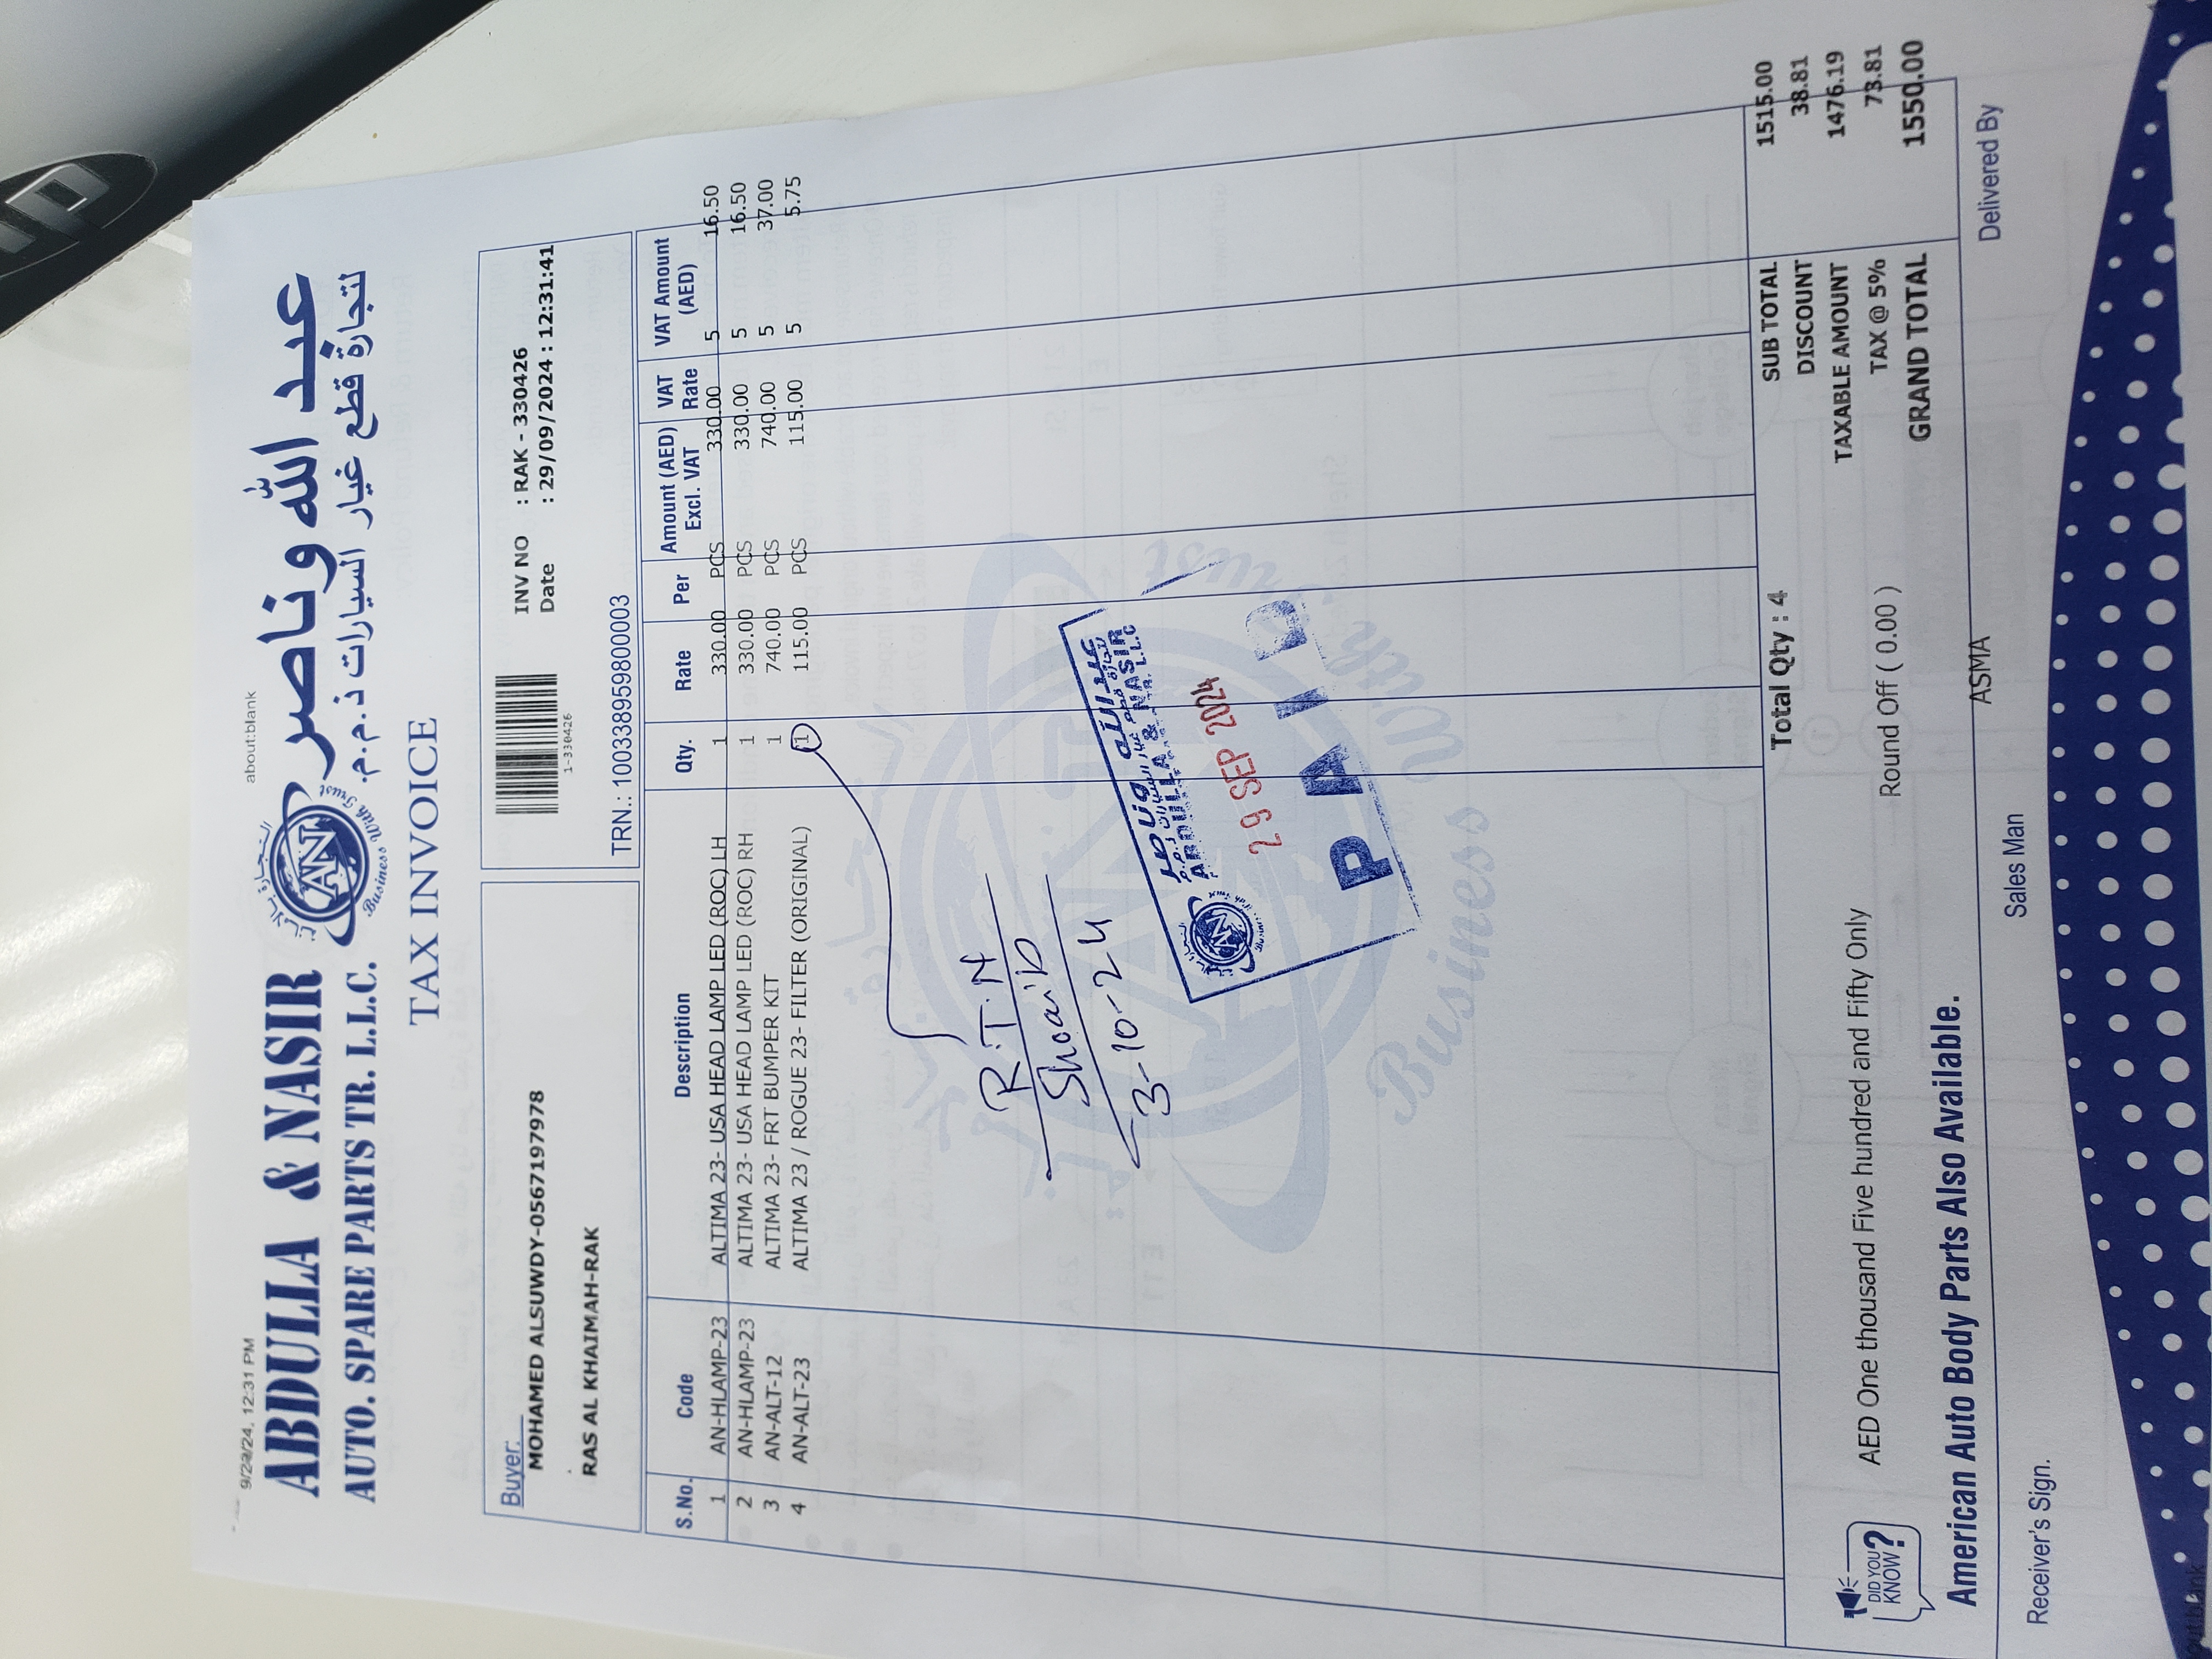 9/29/24, 12:31 PM about:blank
ABDULLA & NASIR
AUTO. SPARE PARTS TR. L.L.C.
AN
Business With Trust
عبد الله وناصر
لتجارة قطع غيار السيارات ذ.م.م.
TAX INVOICE
Buyer:
MOHAMED ALSUWDY-0567197978
RAS AL KHAIMAH-RAK
1-330426
INV NO : RAK - 330426
Date : 29/09/2024 : 12:31:41
TRN.: 100338959800003
S.No. Code Description Qty. Rate Per Amount (AED) Excl. VAT VAT Rate VAT Amount (AED)
1 AN-HLAMP-23 ALTIMA 23- USA HEAD LAMP LED (ROC) LH 1 330.00 PCS 330.00 5 16.50
2 AN-HLAMP-23 ALTIMA 23- USA HEAD LAMP LED (ROC) RH 1 330.00 PCS 330.00 5 16.50
3 AN-ALT-12 ALTIMA 23- FRT BUMPER KIT 1 740.00 PCS 740.00 5 37.00
4 AN-ALT-23 ALTIMA 23 / ROGUE 23- FILTER (ORIGINAL) 1 115.00 PCS 115.00 5 5.75
R.T.N
Shoaib
3-10-24
عبد الله وناصر
ABDULLA & NASIR
L.L.C
29 SEP 2024
PAID
Business With Trust
Total Qty : 4
SUB TOTAL 1515.00
DISCOUNT 38.81
TAXABLE AMOUNT 1476.19
TAX @ 5% 73.81
GRAND TOTAL 1550.00
AED One thousand Five hundred and Fifty Only Round Off ( 0.00 )
DID YOU KNOW?
American Auto Body Parts Also Available.
ASMA
Receiver's Sign. Sales Man Delivered By